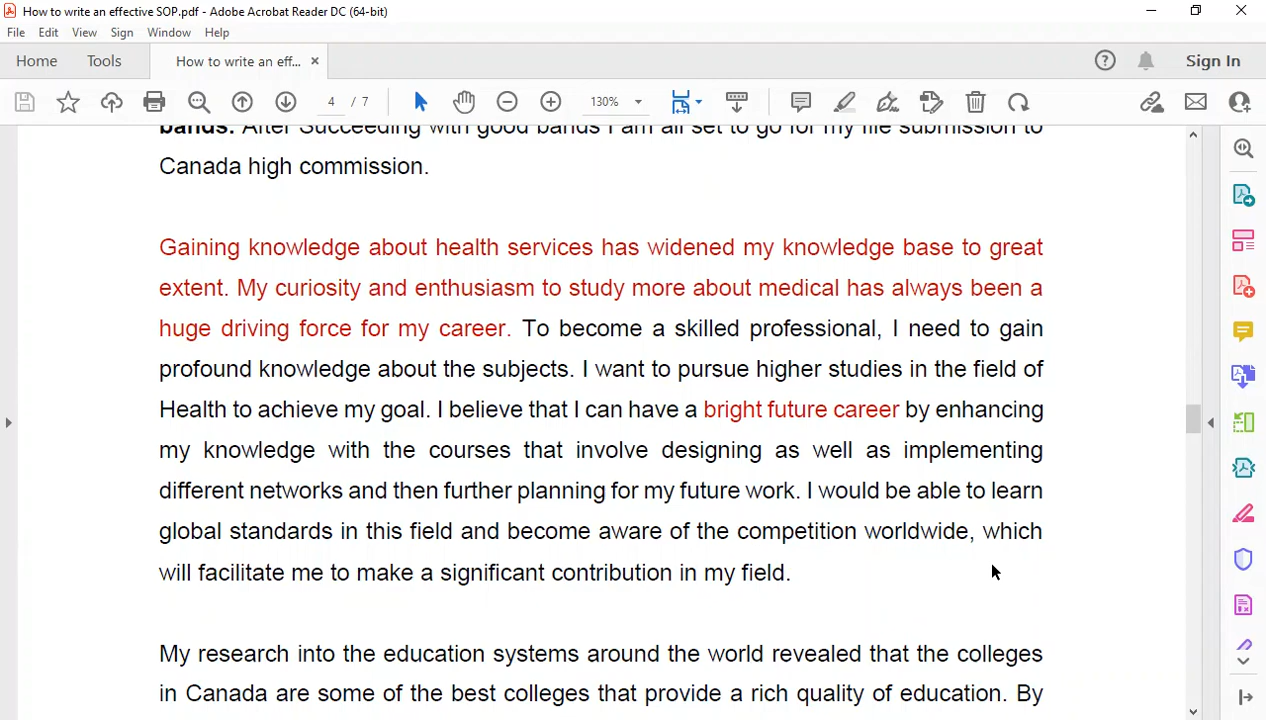 How to write an effective SOP.pdf - Adobe Acrobat Reader DC (64-bit)
File Edit View Sign Window Help
Home Tools How to write an eff... × Sign In
4 / 7 130%
bands. After Succeeding with good bands I am all set to go for my file submission to
Canada high commission.
Gaining knowledge about health services has widened my knowledge base to great
extent. My curiosity and enthusiasm to study more about medical has always been a
huge driving force for my career. To become a skilled professional, I need to gain
profound knowledge about the subjects. I want to pursue higher studies in the field of
Health to achieve my goal. I believe that I can have a bright future career by enhancing
my knowledge with the courses that involve designing as well as implementing
different networks and then further planning for my future work. I would be able to learn
global standards in this field and become aware of the competition worldwide, which
will facilitate me to make a significant contribution in my field.
My research into the education systems around the world revealed that the colleges
in Canada are some of the best colleges that provide a rich quality of education. By